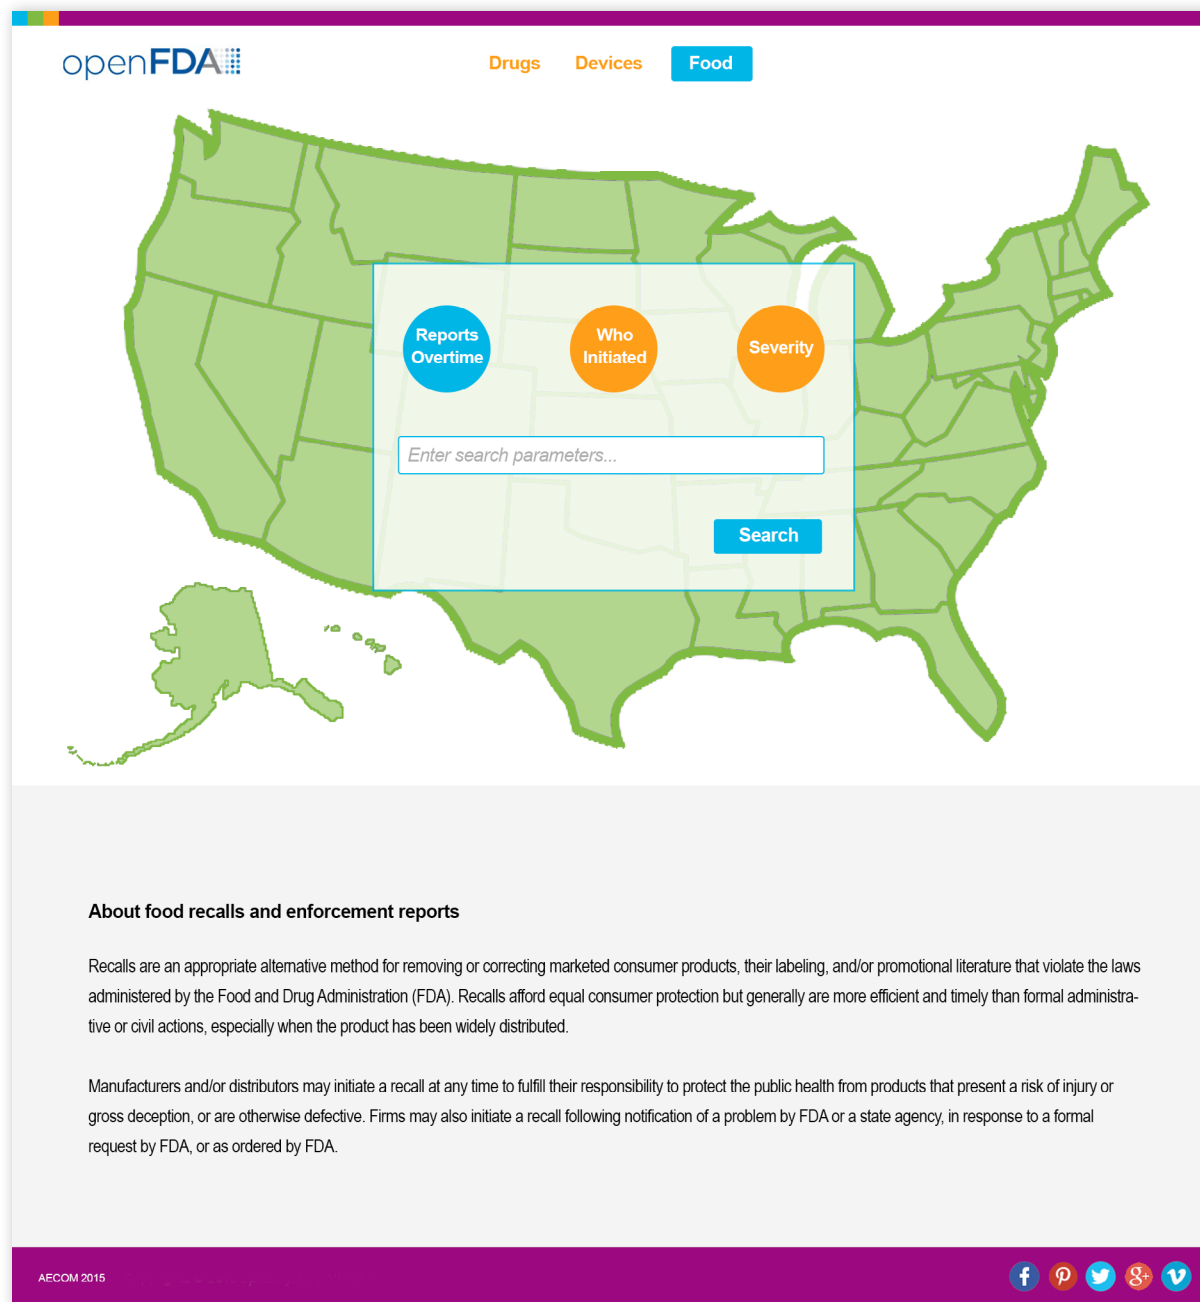 openFDA
Drugs
Devices
Food
Reports
Overtime
Who
Initiated
Severity
Enter search parameters...
Search
About food recalls and enforcement reports
Recalls are an appropriate alternative method for removing or correcting marketed consumer products, their labeling, and/or promotional literature that violate the laws
administered by the Food and Drug Administration (FDA). Recalls afford equal consumer protection but generally are more efficient and timely than formal administra-
tive or civil actions, especially when the product has been widely distributed.
Manufacturers and/or distributors may initiate a recall at any time to fulfill their responsibility to protect the public health from products that present a risk of injury or
gross deception, or are otherwise defective. Firms may also initiate a recall following notification of a problem by FDA or a state agency, in response to a formal
request by FDA, or as ordered by FDA.
AECOM 2015